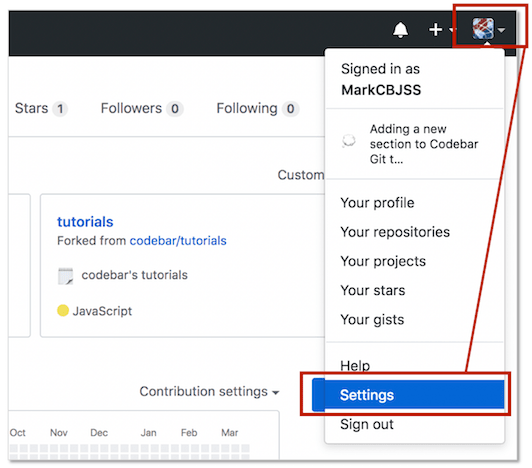 Signed in as
MarkCBJSS
Stars 1 Followers 0 Following 0
Adding a new
section to Codebar
Git t...
Custom
Your profile
tutorials
Your repositories
Forked from codebar/tutorials
Your projects
codebar's tutorials
Your stars
JavaScript
Your gists
Help
Contribution settings
Settings
Sign out
Oct Nov Dec Jan Feb Mar